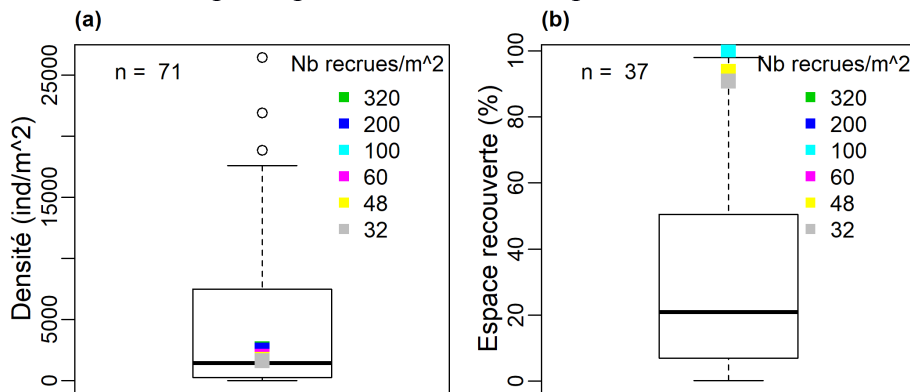 (a)
n = 71
Nb recrues/m^2
320
200
100
60
48
32
Densité (ind/m^2)
0
5000
15000
25000
(b)
n = 37
Nb recrues/m^2
320
200
100
60
48
32
Espace recouverte (%)
0
20
40
60
80
100